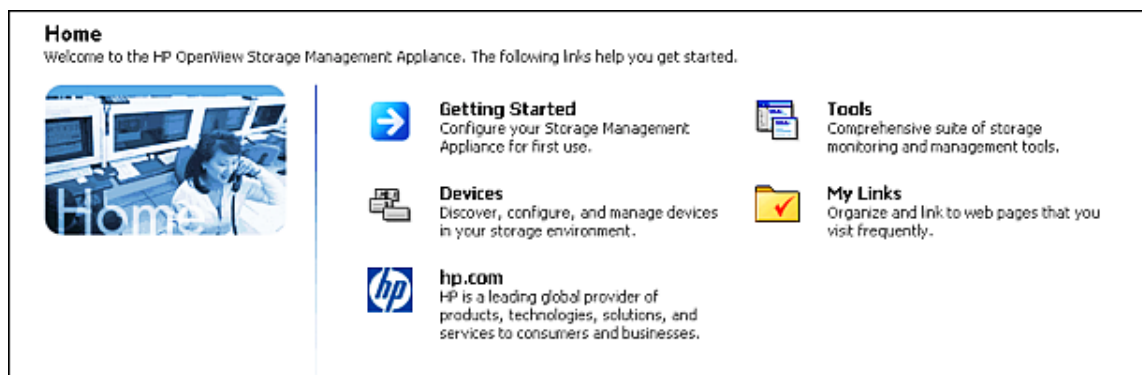 Home
Welcome to the HP OpenView Storage Management Appliance. The following links help you get started.
Home
Getting Started
Configure your Storage Management
Appliance for first use.
Tools
Comprehensive suite of storage
monitoring and management tools.
Devices
Discover, configure, and manage devices
in your storage environment.
My Links
Organize and link to web pages that you
visit frequently.
hp
hp.com
HP is a leading global provider of
products, technologies, solutions, and
services to consumers and businesses.